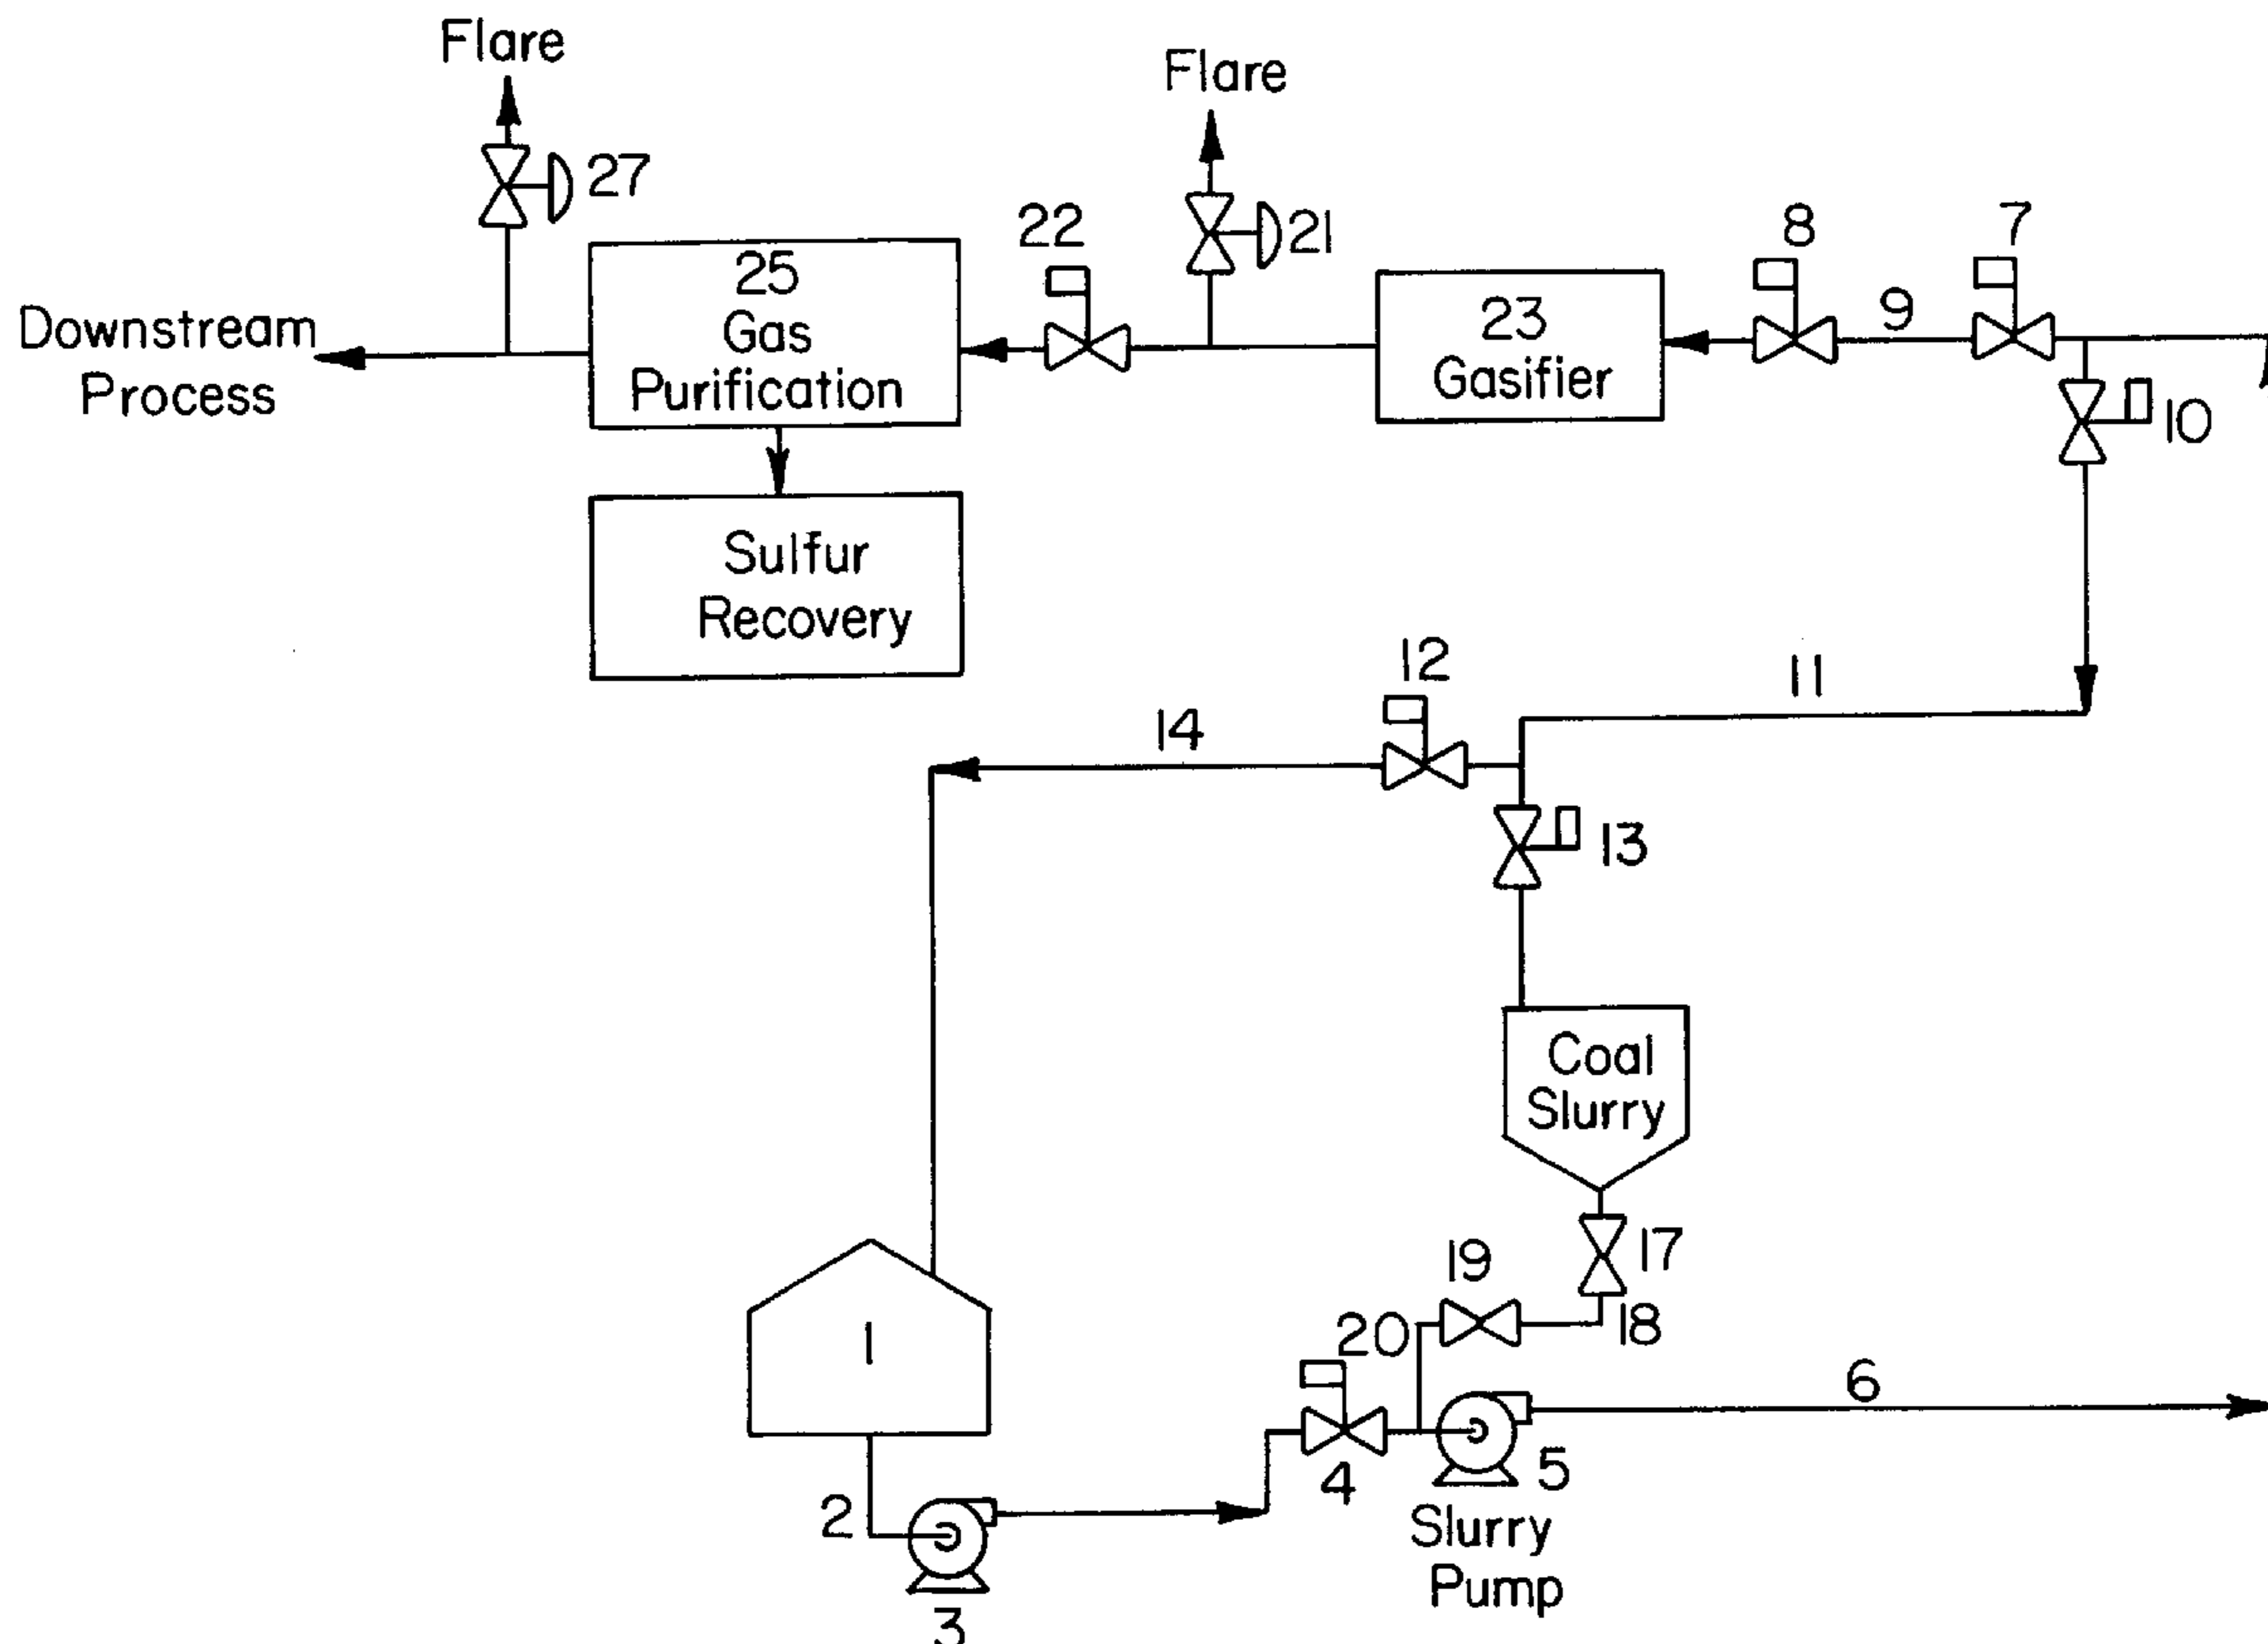 Flare
Flare
27
22
21
8
7
25
Gas
Purification
23
Gasifier
9
Downstream
Process
10
Sulfur
Recovery
12
11
14
13
Coal
Slurry
17
19
18
20
1
6
4
5
2
Slurry
Pump
3